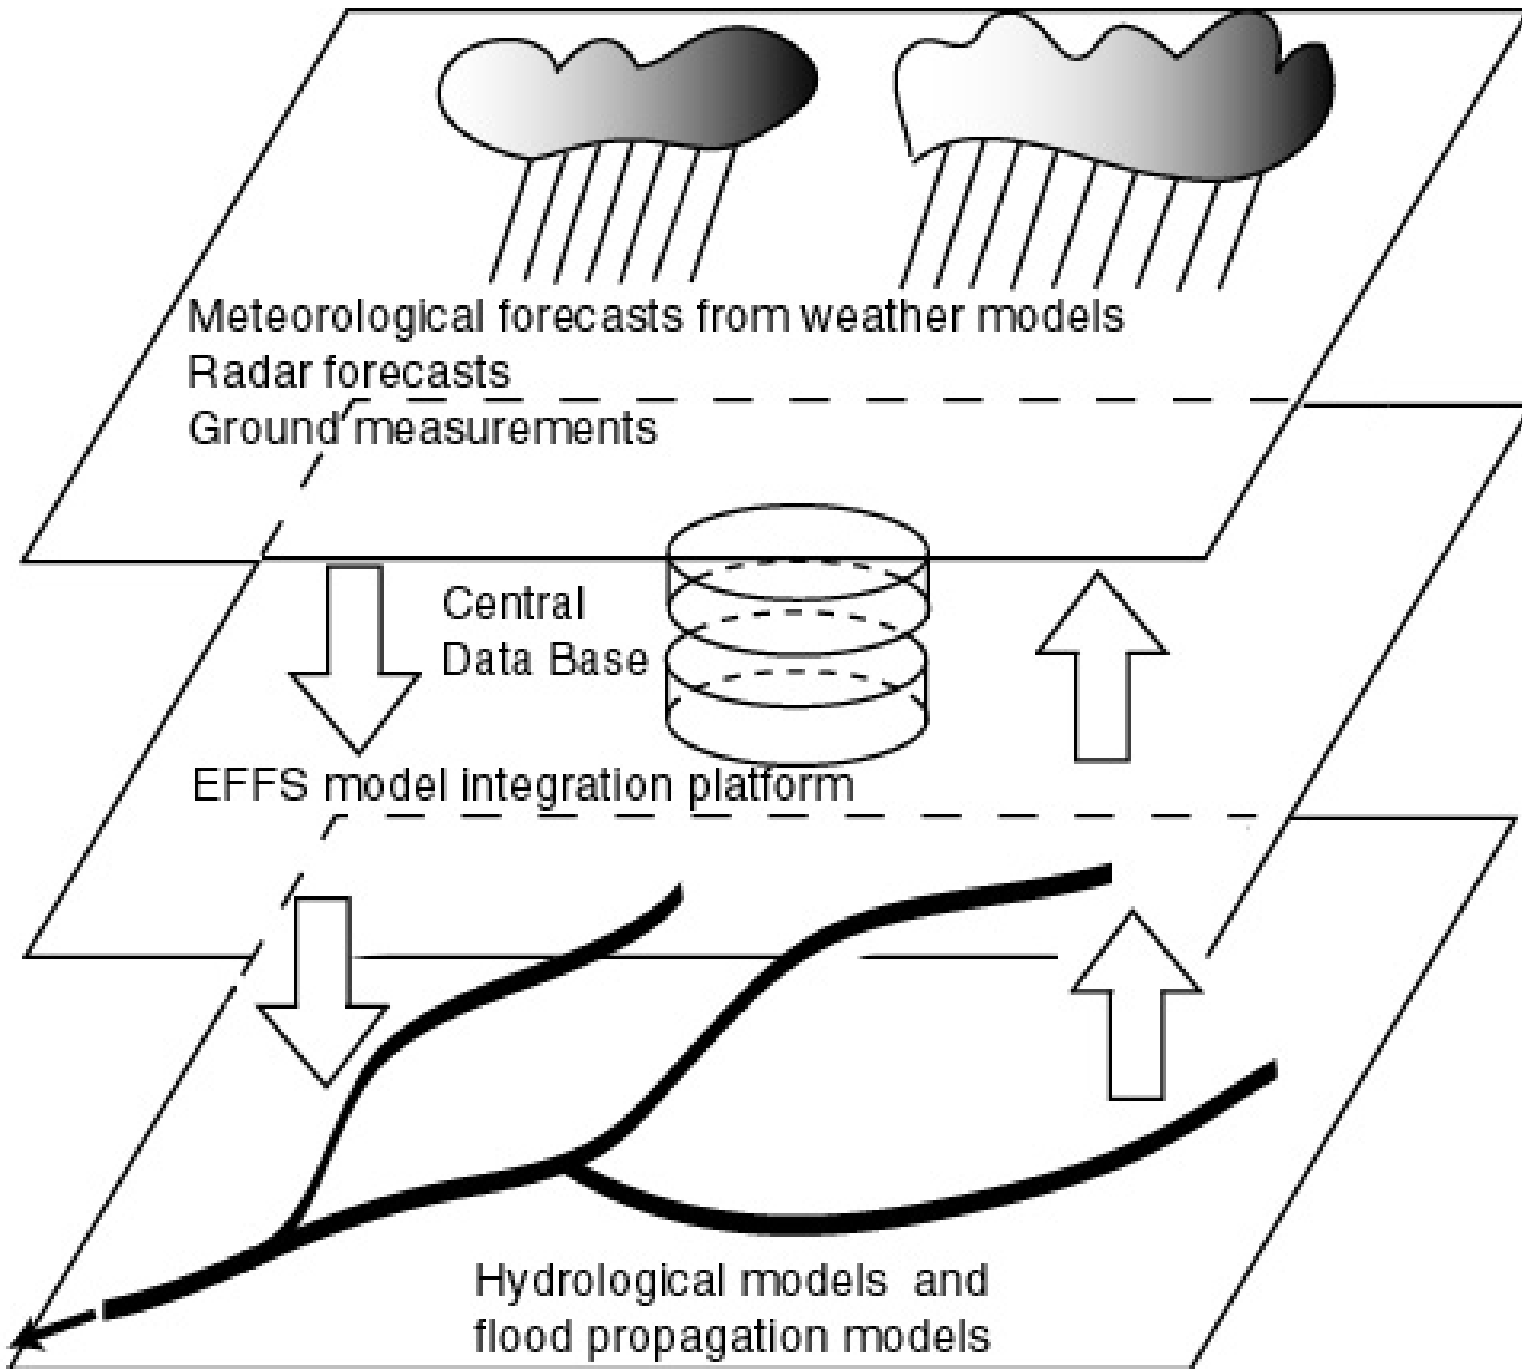 Meteorological forecasts from weather models
Radar forecasts
Ground measurements
Central
Data Base
EFFS model integration platform
Hydrological models and
flood propagation models